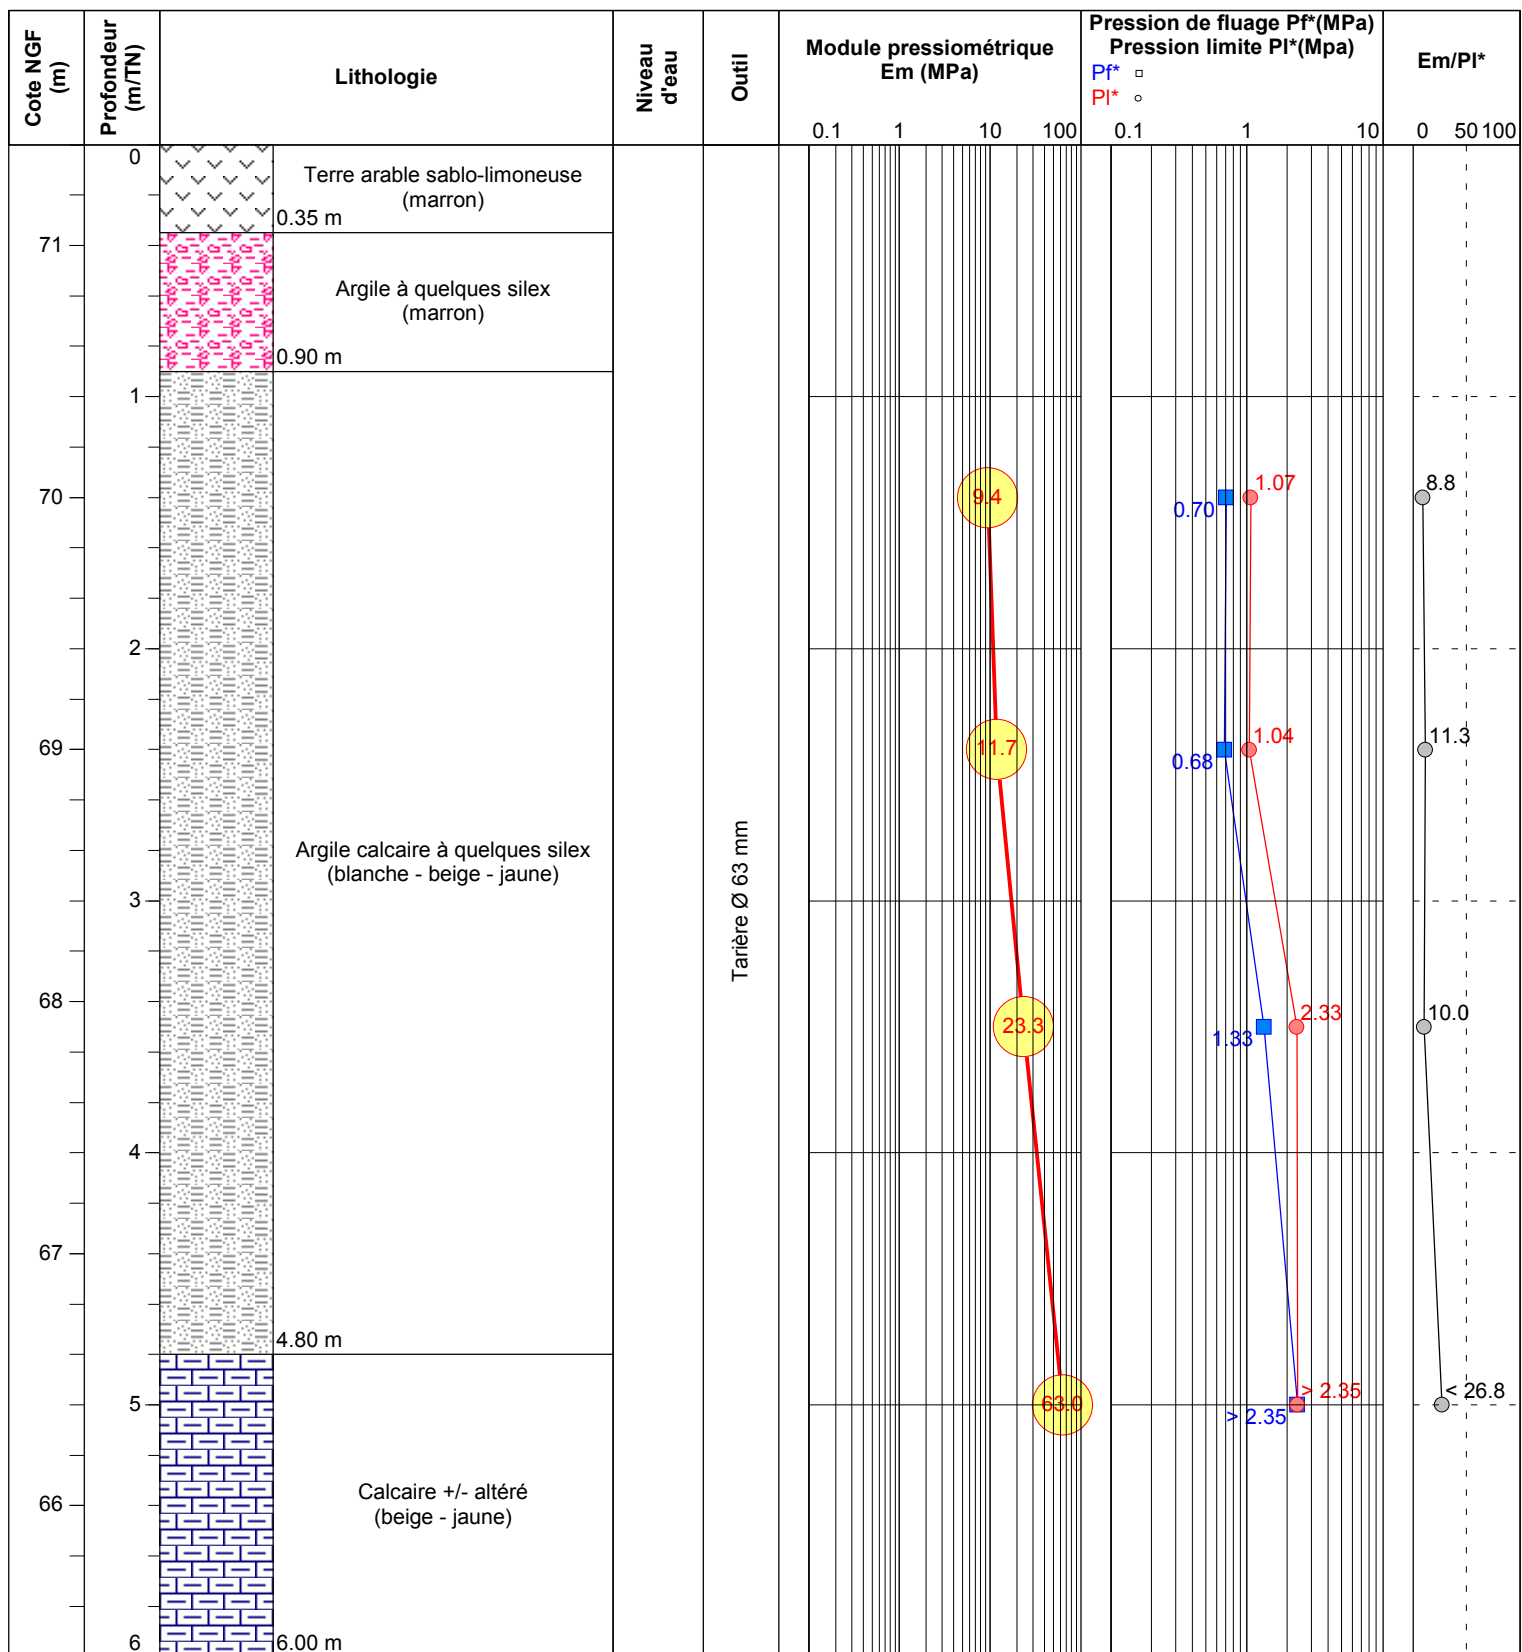 Cote NGF
(m)
Profondeur
(m/TN)
Lithologie
Niveau
d'eau
Outil
Module pressiométrique
Em (MPa)
0.1 1 10 100
Pression de fluage Pf*(MPa)
Pression limite Pl*(Mpa)
Pf*
Pl*
0.1 1 10
Em/Pl*
0 50 100
0
Terre arable sablo-limoneuse
(marron)
0.35 m
71
Argile à quelques silex
(marron)
0.90 m
1
70
9.4
0.70
1.07
8.8
2
69
11.7
0.68
1.04
11.3
Argile calcaire à quelques silex
(blanche - beige - jaune)
Tarière Ø 63 mm
3
68
23.3
1.33
2.33
10.0
4
67
4.80 m
5
63.0
> 2.35
> 2.35
< 26.8
Calcaire +/- altéré
(beige - jaune)
66
6
6.00 m